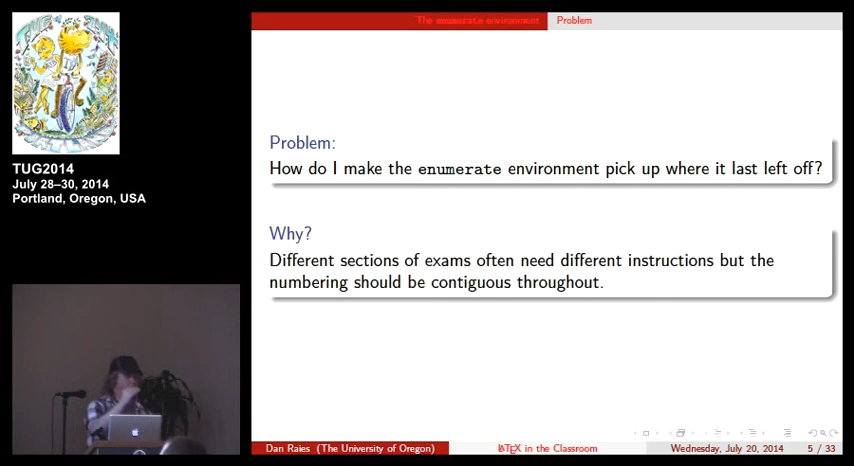 TUG2014
July 28–30, 2014
Portland, Oregon, USA
The enumerate environment
Problem
Problem:
How do I make the enumerate environment pick up where it last left off?
Why?
Different sections of exams often need different instructions but the
numbering should be contiguous throughout.
Dan Raies (The University of Oregon)
LATEX in the Classroom
Wednesday, July 20, 2014
5 / 33